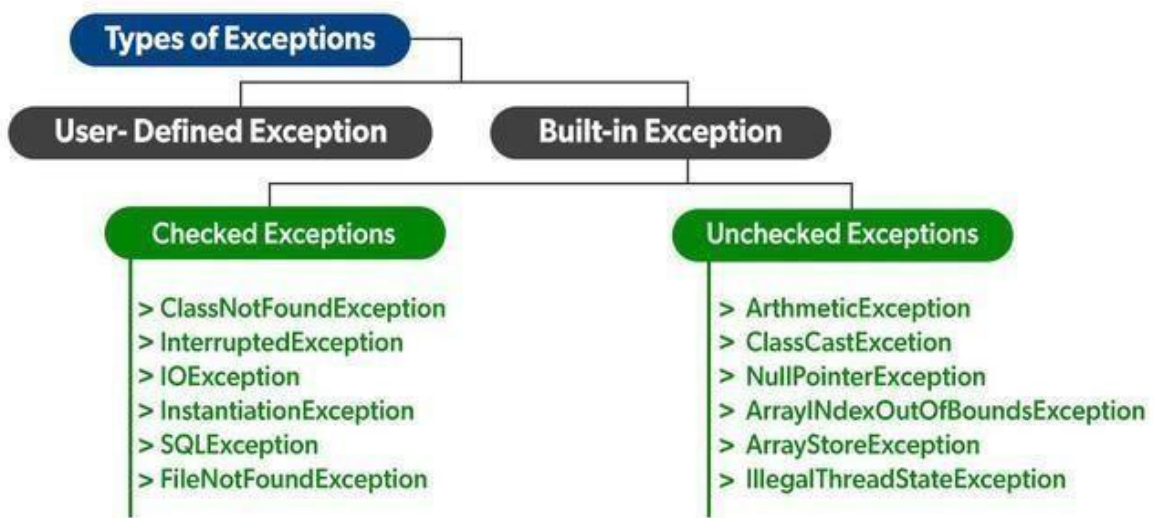 Types of Exceptions
User- Defined Exception
Built-in Exception
Checked Exceptions
> ClassNotFoundException
> InterruptedException
> IOException
> InstantiationException
> SQLException
> FileNotFoundException
Unchecked Exceptions
> ArthmeticException
> ClassCastExcetion
> NullPointerException
> ArrayINdexOutOfBoundsException
> ArrayStoreException
> IllegalThreadStateException